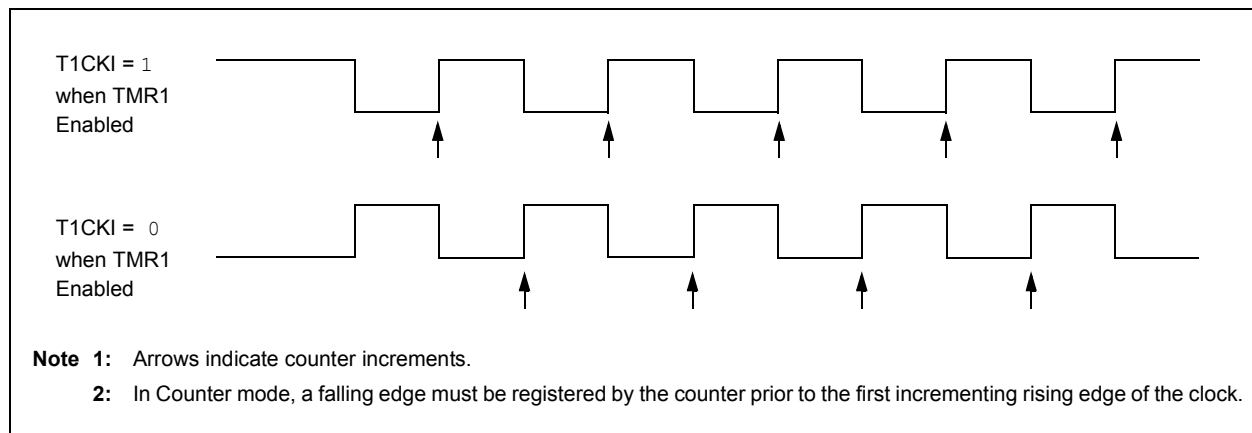 T1CKI = 1
when TMR1
Enabled
T1CKI = 0
when TMR1
Enabled
Note 1: Arrows indicate counter increments.
2: In Counter mode, a falling edge must be registered by the counter prior to the first incrementing rising edge of the clock.